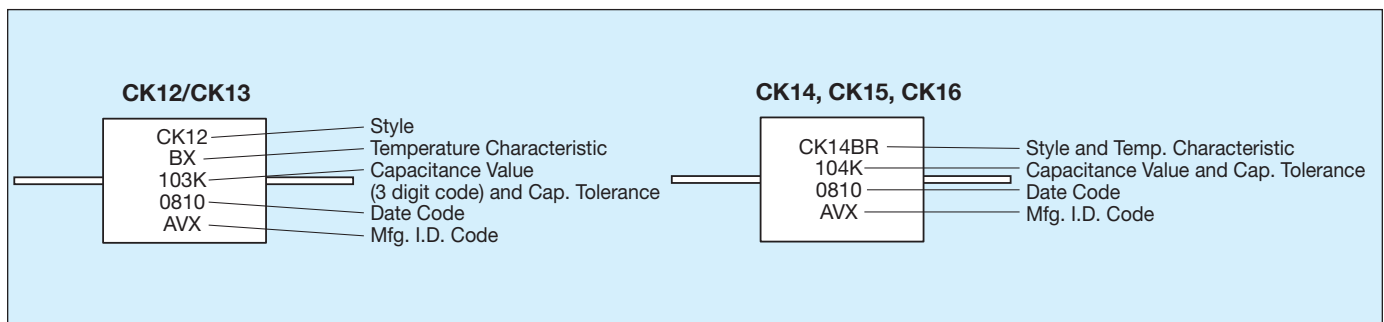 CK12/CK13
CK12
BX
103K
0810
AVX
Style
Temperature Characteristic
Capacitance Value
(3 digit code) and Cap. Tolerance
Date Code
Mfg. I.D. Code
CK14, CK15, CK16
CK14BR
104K
0810
AVX
Style and Temp. Characteristic
Capacitance Value and Cap. Tolerance
Date Code
Mfg. I.D. Code